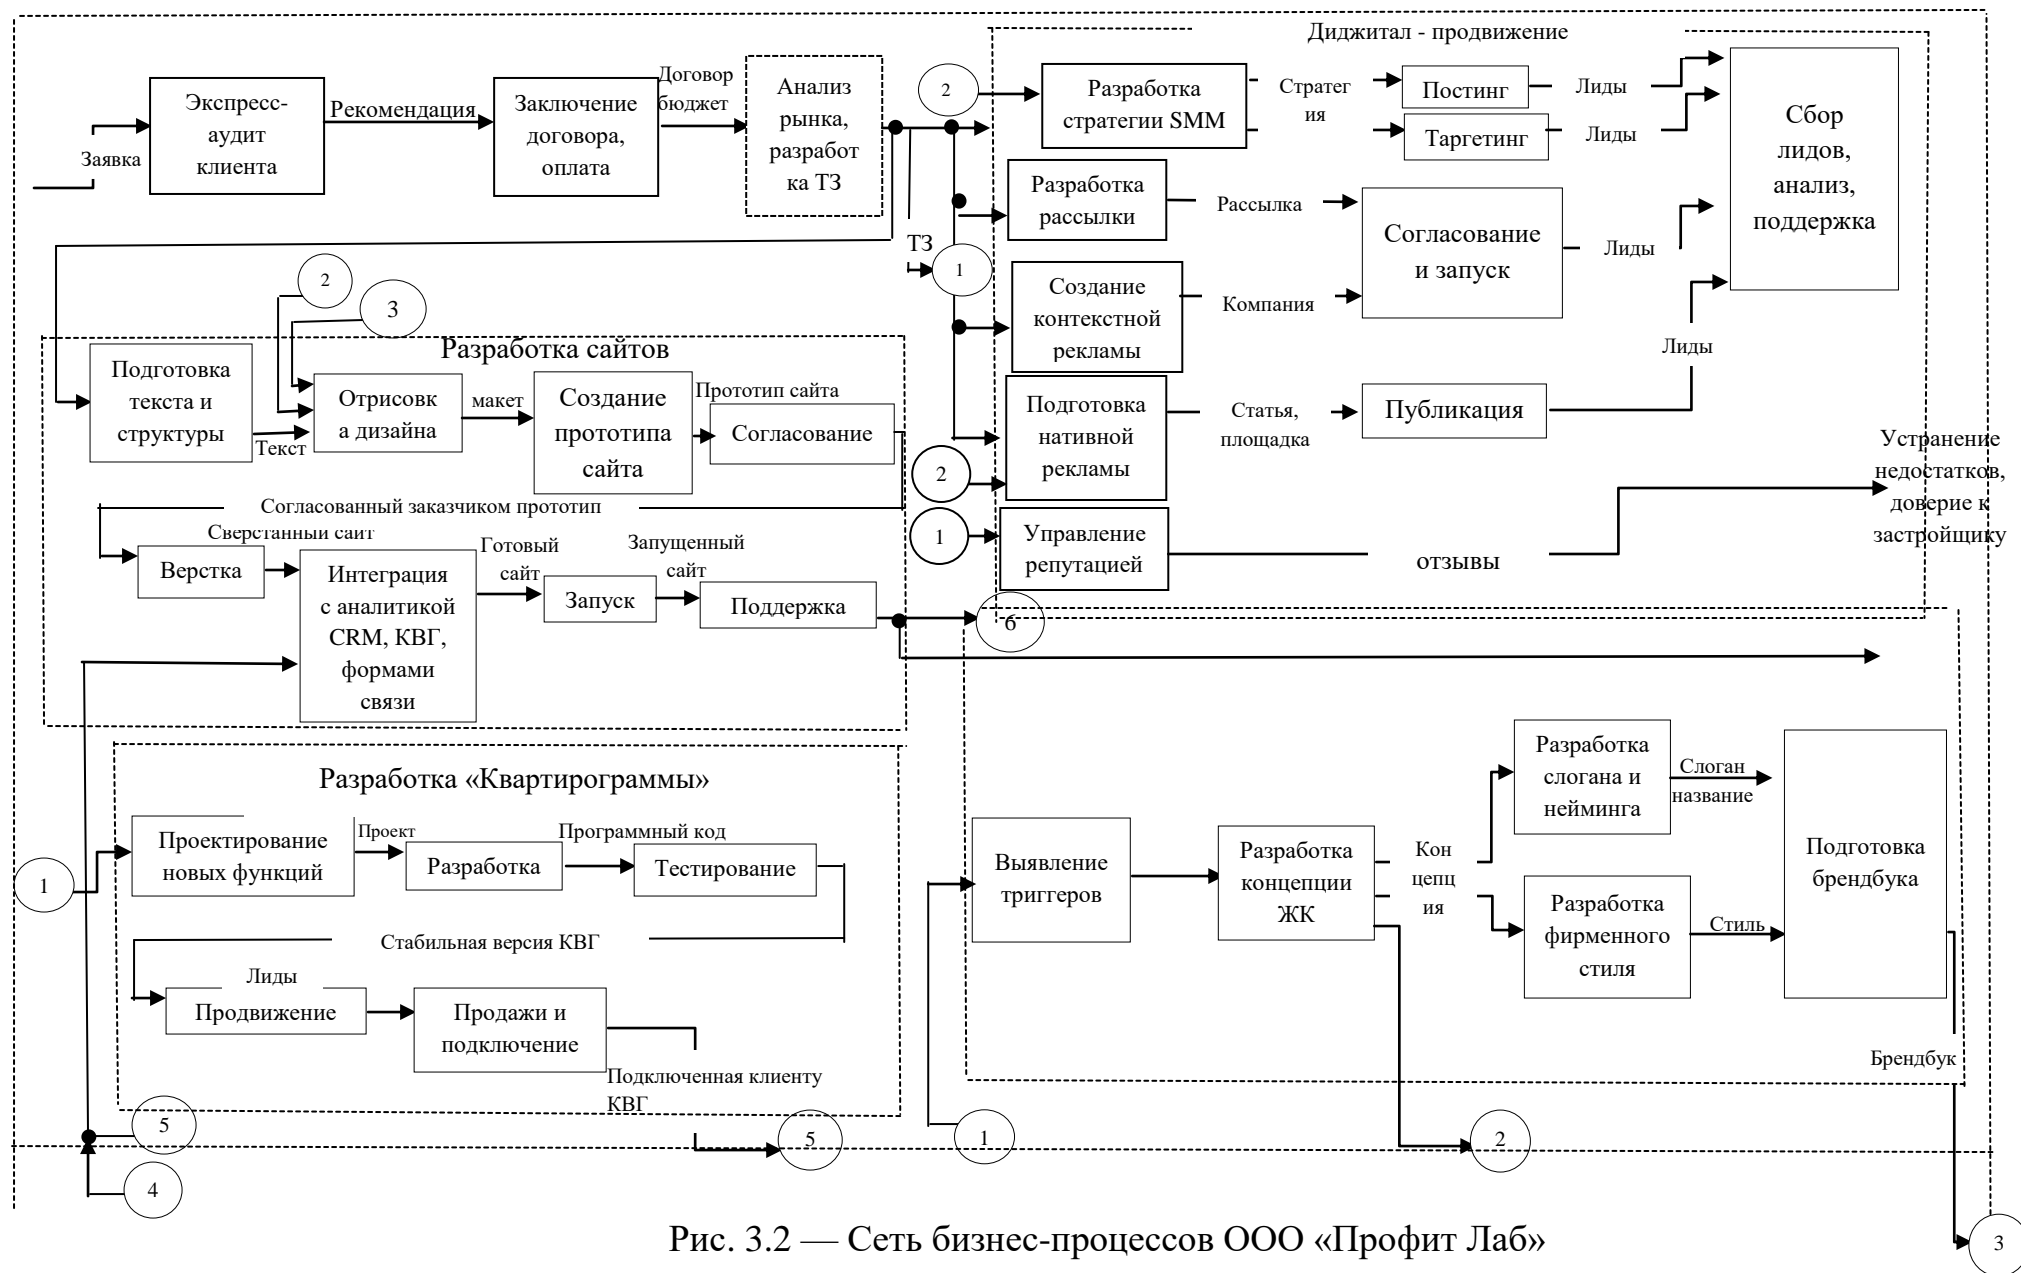 Заявка
Экспресс-
аудит
клиента
Рекомендация
Заключение
договора,
оплата
Договор
бюджет
Анализ
рынка,
разработ
ка ТЗ
ТЗ
1
2
Диджитал - продвижение
Разработка
стратегии SMM
Стратег
ия
Постинг
Лиды
Таргетинг
Лиды
Сбор
лидов,
анализ,
поддержка
Разработка
рассылки
Рассылка
Согласование
и запуск
Лиды
Создание
контекстной
рекламы
Компания
Лиды
Подготовка
нативной
рекламы
Статья,
площадка
Публикация
2
1
Управление
репутацией
отзывы
Устранение
недостатков,
доверие к
застройщику
2
3
Разработка сайтов
Подготовка
текста и
структуры
Текст
Отрисовк
а дизайна
макет
Создание
прототипа
сайта
Прототип сайта
Согласование
Согласованный заказчиком прототип
Верстка
Сверстанный сайт
Интеграция
с аналитикой
CRM, КВГ,
формами
связи
Готовый
сайт
Запуск
Запущенный
сайт
Поддержка
6
Разработка «Квартирограммы»
1
Проектирование
новых функций
Проект
Разработка
Программный код
Тестирование
Стабильная версия КВГ
Лиды
Продвижение
Продажи и
подключение
Подключенная клиенту
КВГ
5
5
4
Выявление
триггеров
Разработка
концепции
ЖК
Кон
цепц
ия
Разработка
слогана и
нейминга
Слоган
название
Разработка
фирменного
стиля
Стиль
Подготовка
брендбука
Брендбук
1
2
3
Рис. 3.2 — Сеть бизнес-процессов ООО «Профит Лаб»